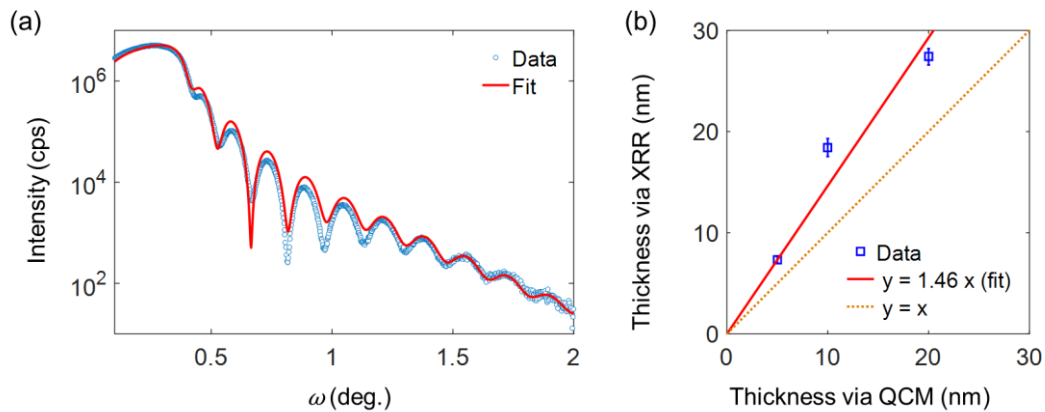 (a)
Intensity (cps)
10^6
10^4
10^2
Data
Fit
0.5
1
1.5
2
ω (deg.)
(b)
Thickness via XRR (nm)
30
20
10
0
Data
y = 1.46 x (fit)
y = x
0
10
20
30
Thickness via QCM (nm)